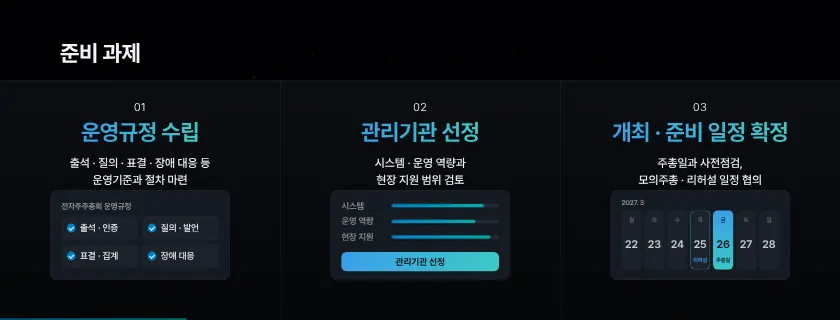 준비 과제
01
운영규정 수립
출석 · 질의 · 표결 · 장애 대응 등
운영기준과 절차 마련
전자주주총회 운영규정
출석 · 인증
질의 · 발언
표결 · 집계
장애 대응
02
관리기관 선정
시스템 · 운영 역량과
현장 지원 범위 검토
시스템
운영 역량
현장 지원
관리기관 선정
03
개최 · 준비 일정 확정
주총일과 사전점검,
모의주총 · 리허설 일정 협의
2027. 3
월 화 수 목 금 토 일
22 23 24 25 26 27 28
리허설 주총일